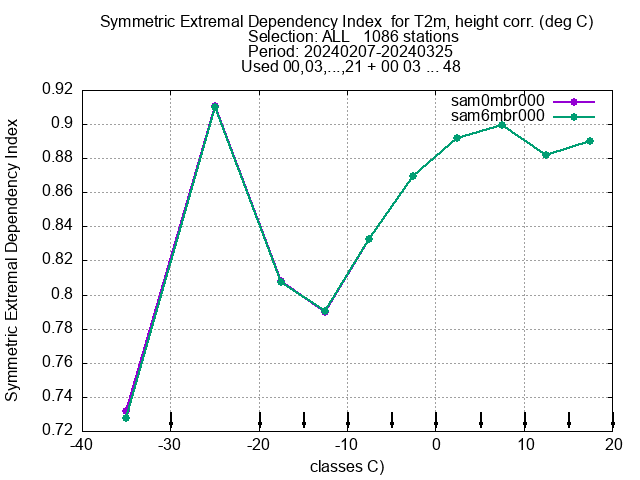 Symmetric Extremal Dependency Index  for T2m, height corr. (deg C)
Selection: ALL   1086 stations
Period: 20240207-20240325
Used 00,03,...,21 + 00 03 ... 48
sam0mbr000
sam6mbr000
Symmetric Extremal Dependency Index
0.92
0.9
0.88
0.86
0.84
0.82
0.8
0.78
0.76
0.74
0.72
-40 -30 -20 -10 0 10 20
classes C)